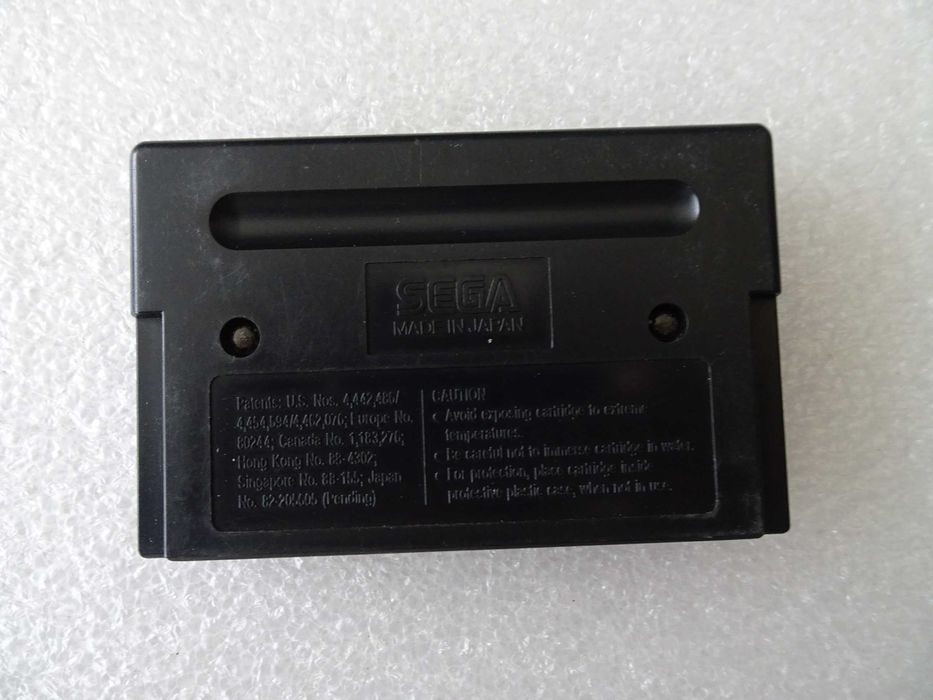 SEGA
MADE IN JAPAN
Patents: U.S. Nos. 4,442,486/
4,454,594/4,462,076; Europe No.
80244; Canada No. 1,183,276;
Hong Kong No. 88-4302;
Singapore No. 88-155; Japan
No. 82-205605 (Pending)
CAUTION
• Avoid exposing cartridge to extreme
temperatures.
• Be careful not to immerse cartridge in water.
• For protection, place cartridge inside
protective plastic case, when not in use.